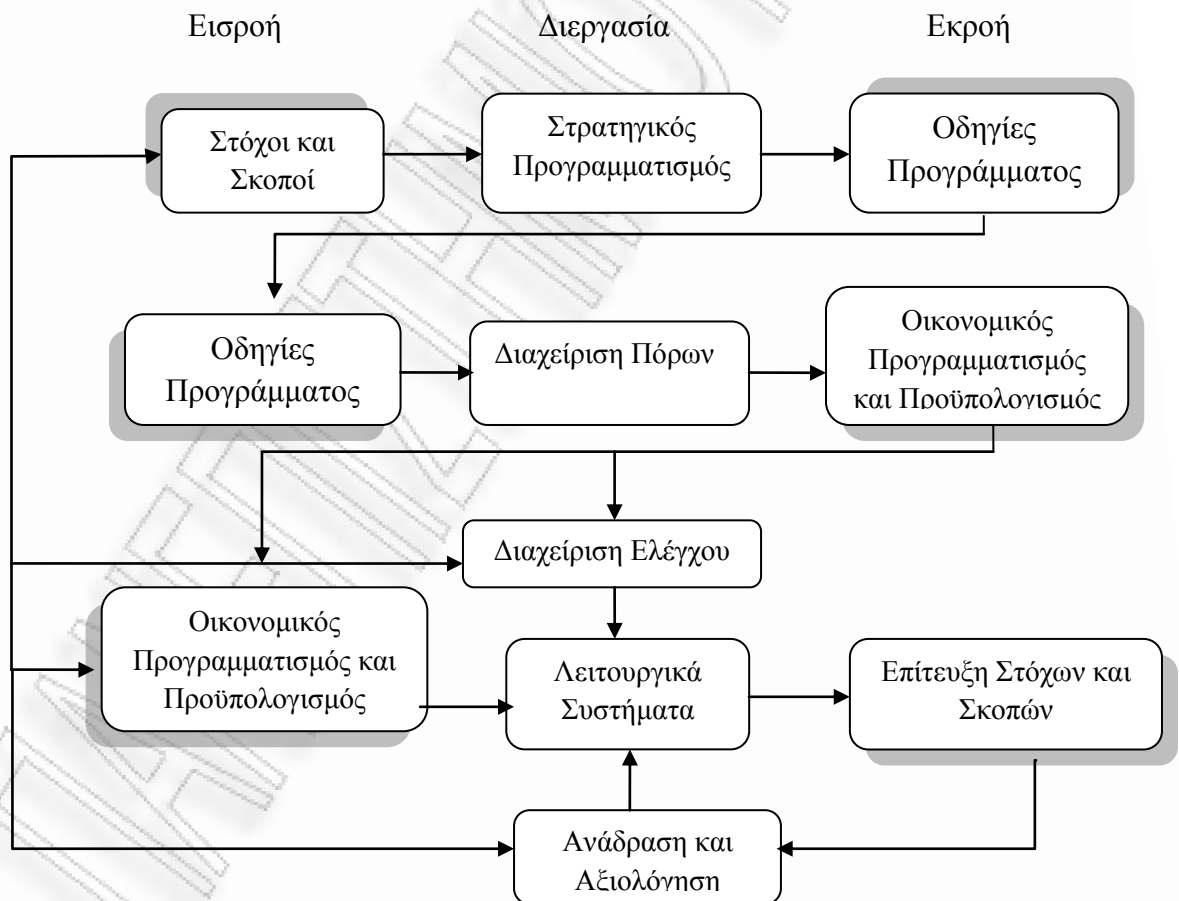 Εισροή
Διεργασία
Εκροή
Στόχοι και
Σκοποί
Στρατηγικός
Προγραμματισμός
Οδηγίες
Προγράμματος
Οδηγίες
Προγράμματος
Διαχείριση Πόρων
Οικονομικός
Προγραμματισμός
και Προϋπολογισμός
Διαχείριση Ελέγχου
Οικονομικός
Προγραμματισμός και
Προϋπολογισμός
Λειτουργικά
Συστήματα
Επίτευξη Στόχων και
Σκοπών
Ανάδραση και
Αξιολόγηση